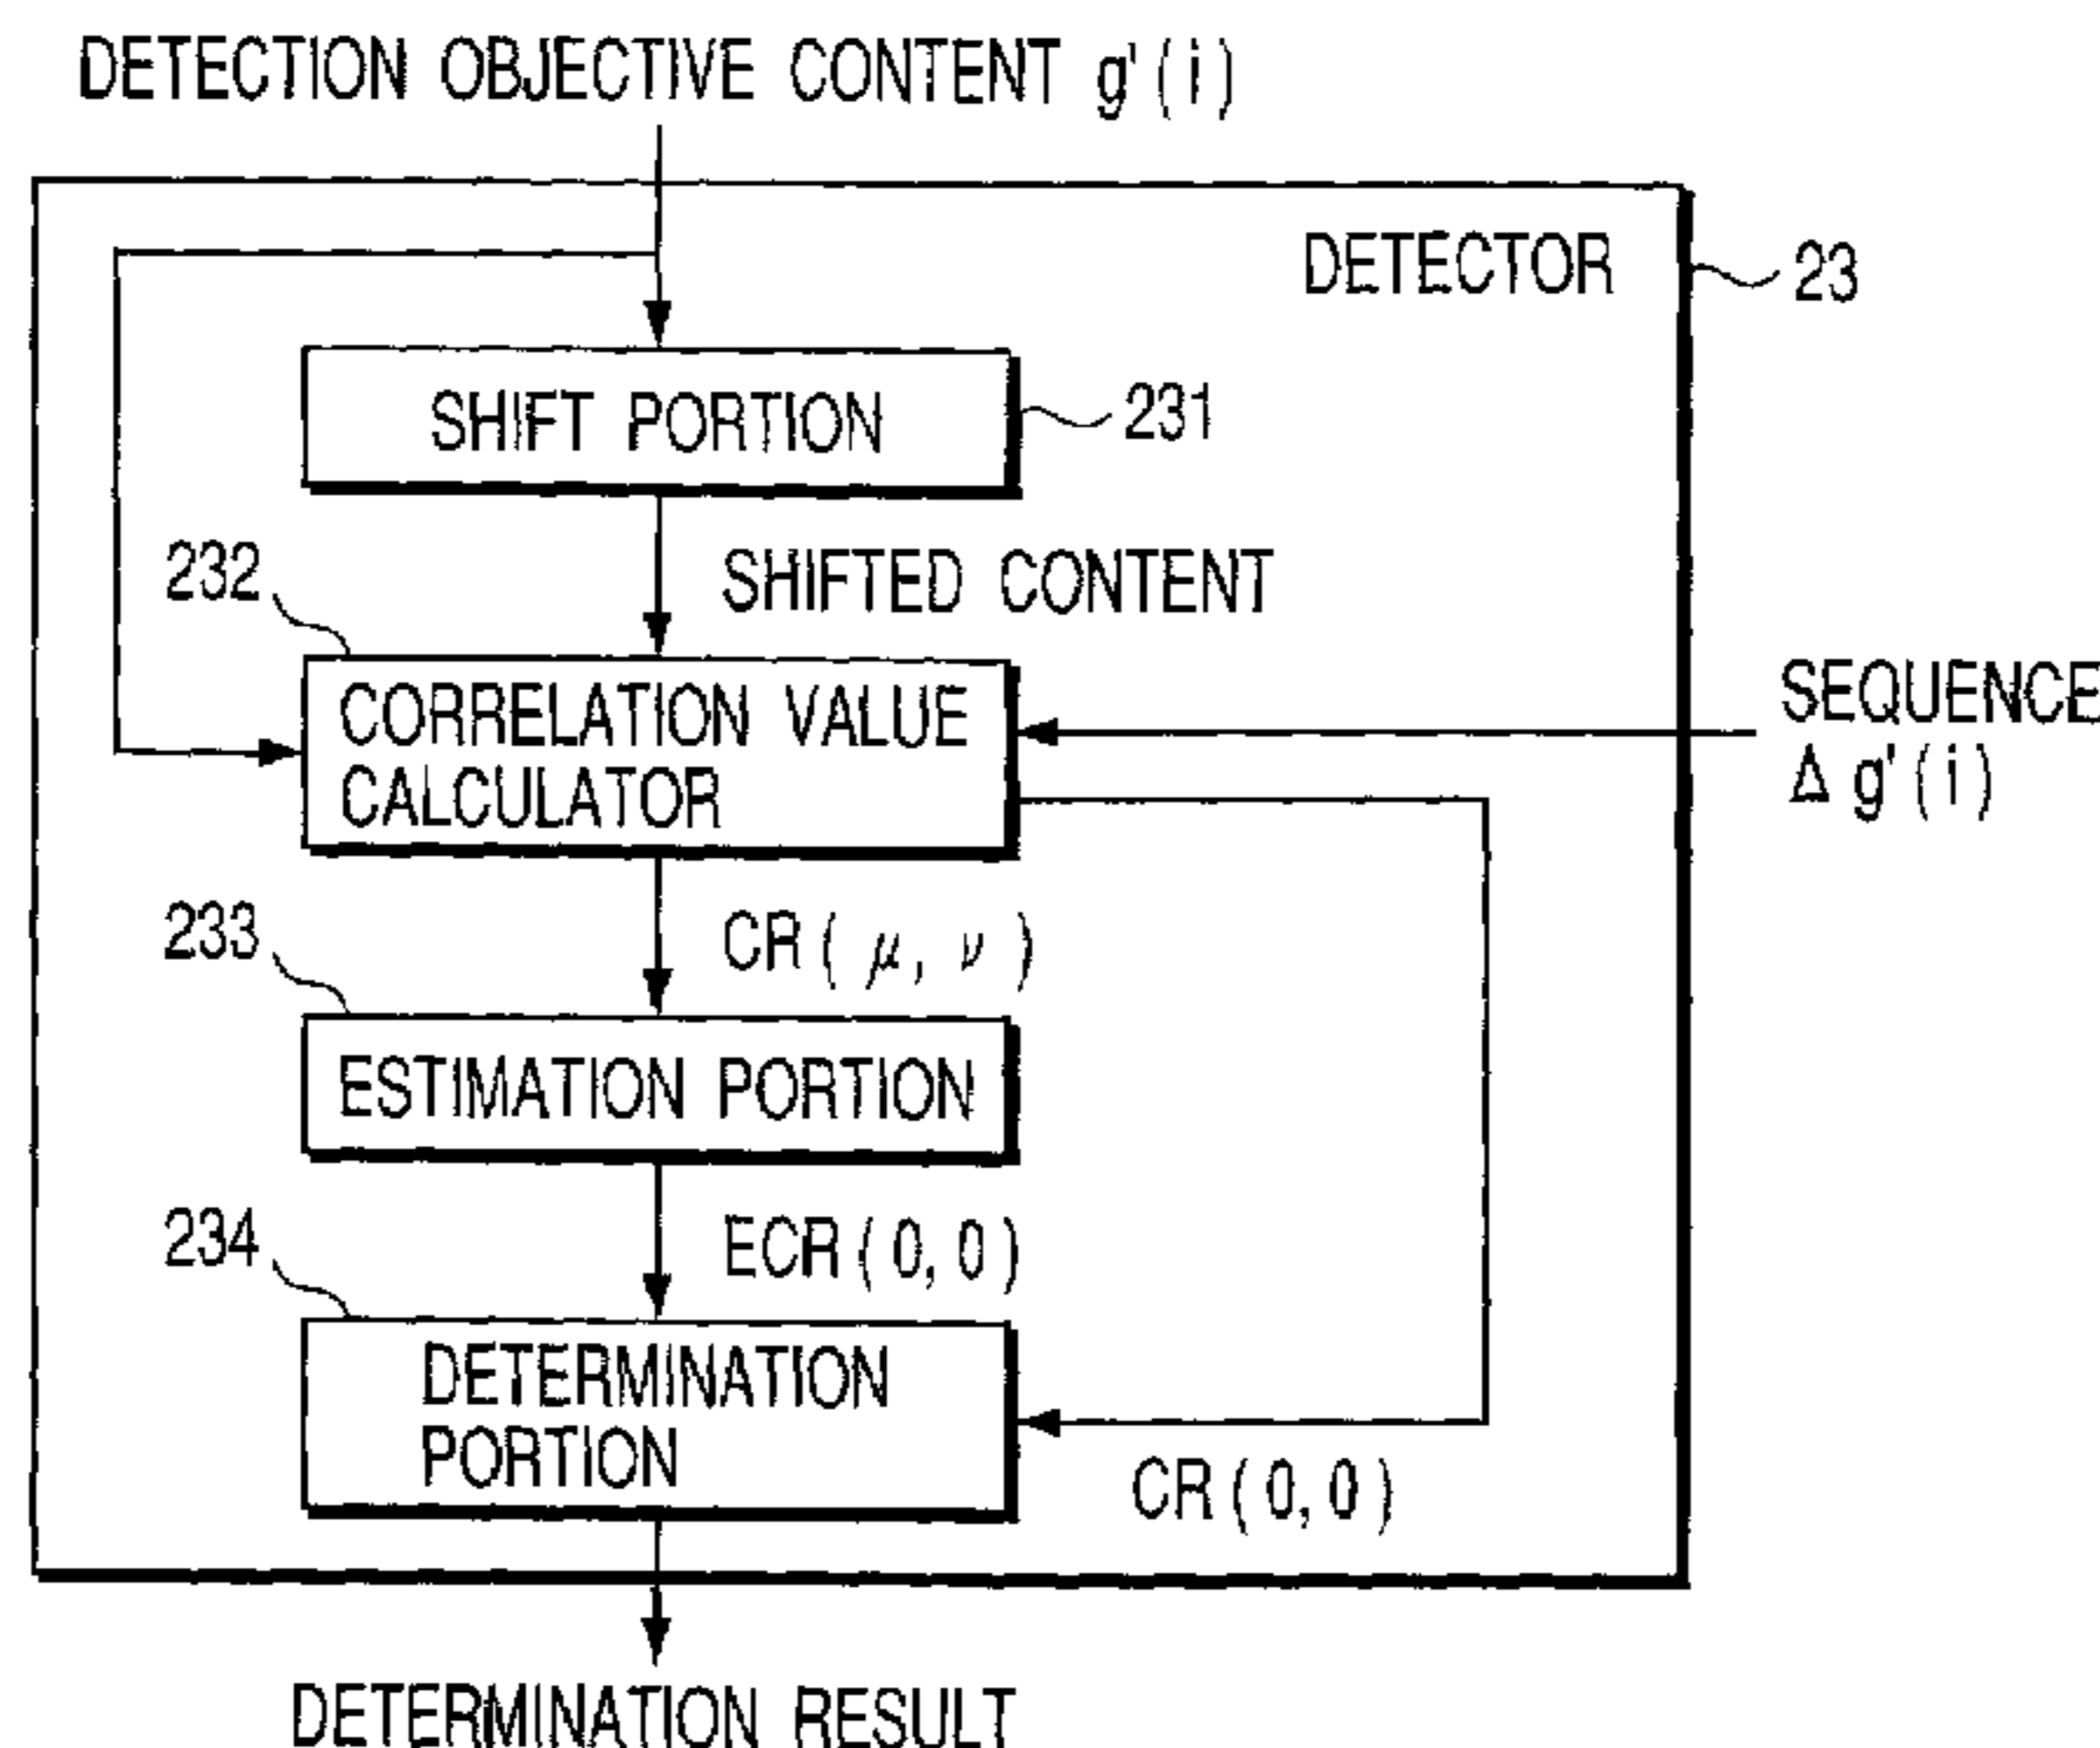 DETECTION OBJECTIVE CONTENT g'(i)
DETECTOR
23
SHIFT PORTION
231
SHIFTED CONTENT
232
CORRELATION VALUE
CALCULATOR
SEQUENCE
Δg'(i)
CR(μ, ν)
233
ESTIMATION PORTION
ECR(0,0)
234
DETERMINATION
PORTION
CR(0,0)
DETERMINATION RESULT